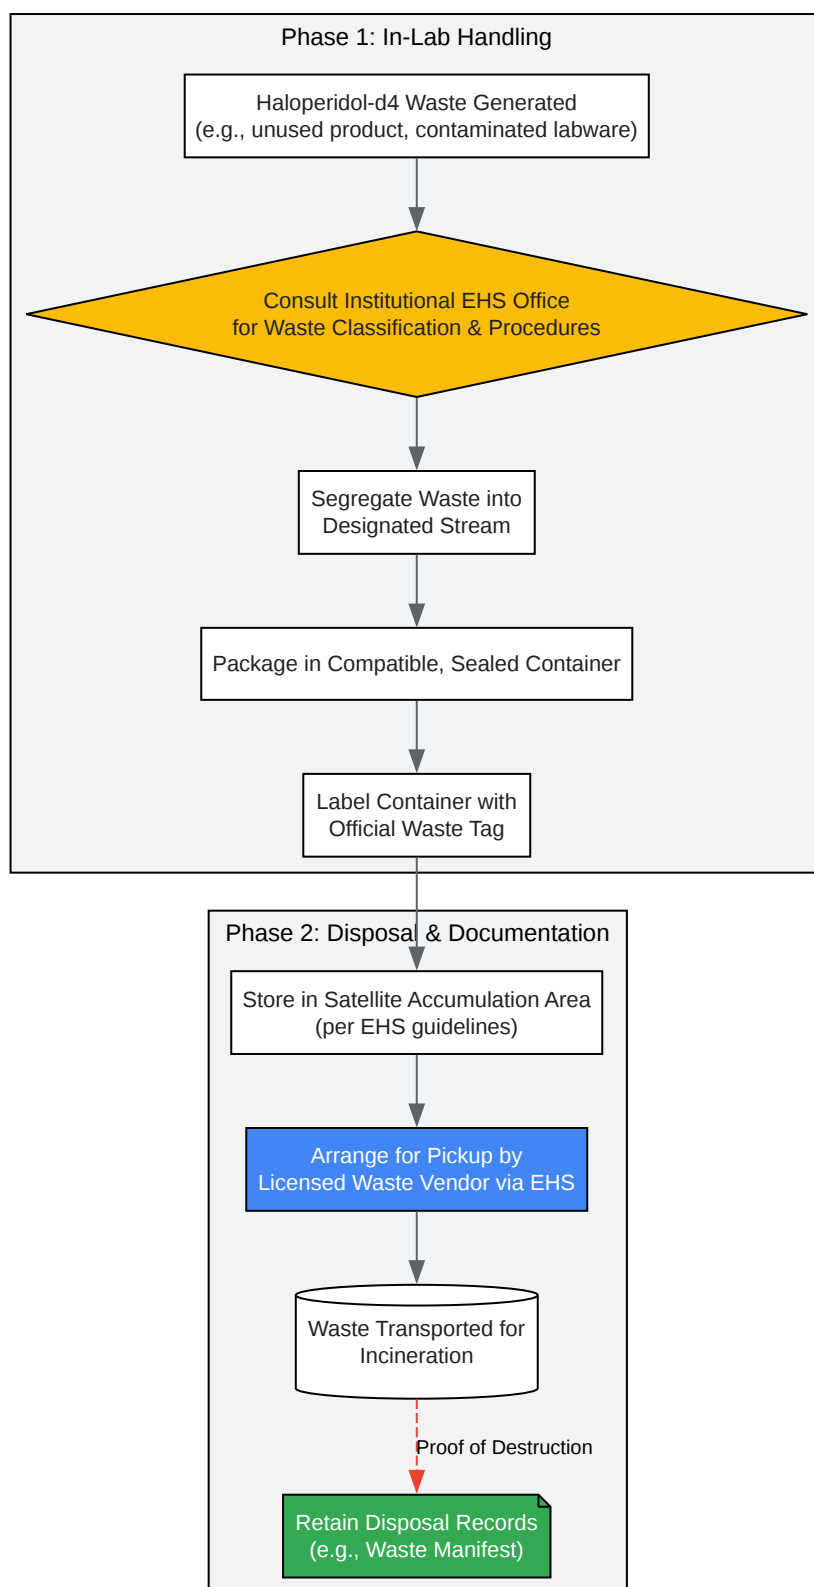 Phase 1: In-Lab Handling
Haloperidol-d4 Waste Generated
(e.g., unused product, contaminated labware)
Consult Institutional EHS Office
for Waste Classification & Procedures
Segregate Waste into
Designated Stream
Package in Compatible, Sealed Container
Label Container with
Official Waste Tag
Phase 2: Disposal & Documentation
Store in Satellite Accumulation Area
(per EHS guidelines)
Arrange for Pickup by
Licensed Waste Vendor via EHS
Waste Transported for
Incineration
Proof of Destruction
Retain Disposal Records
(e.g., Waste Manifest)